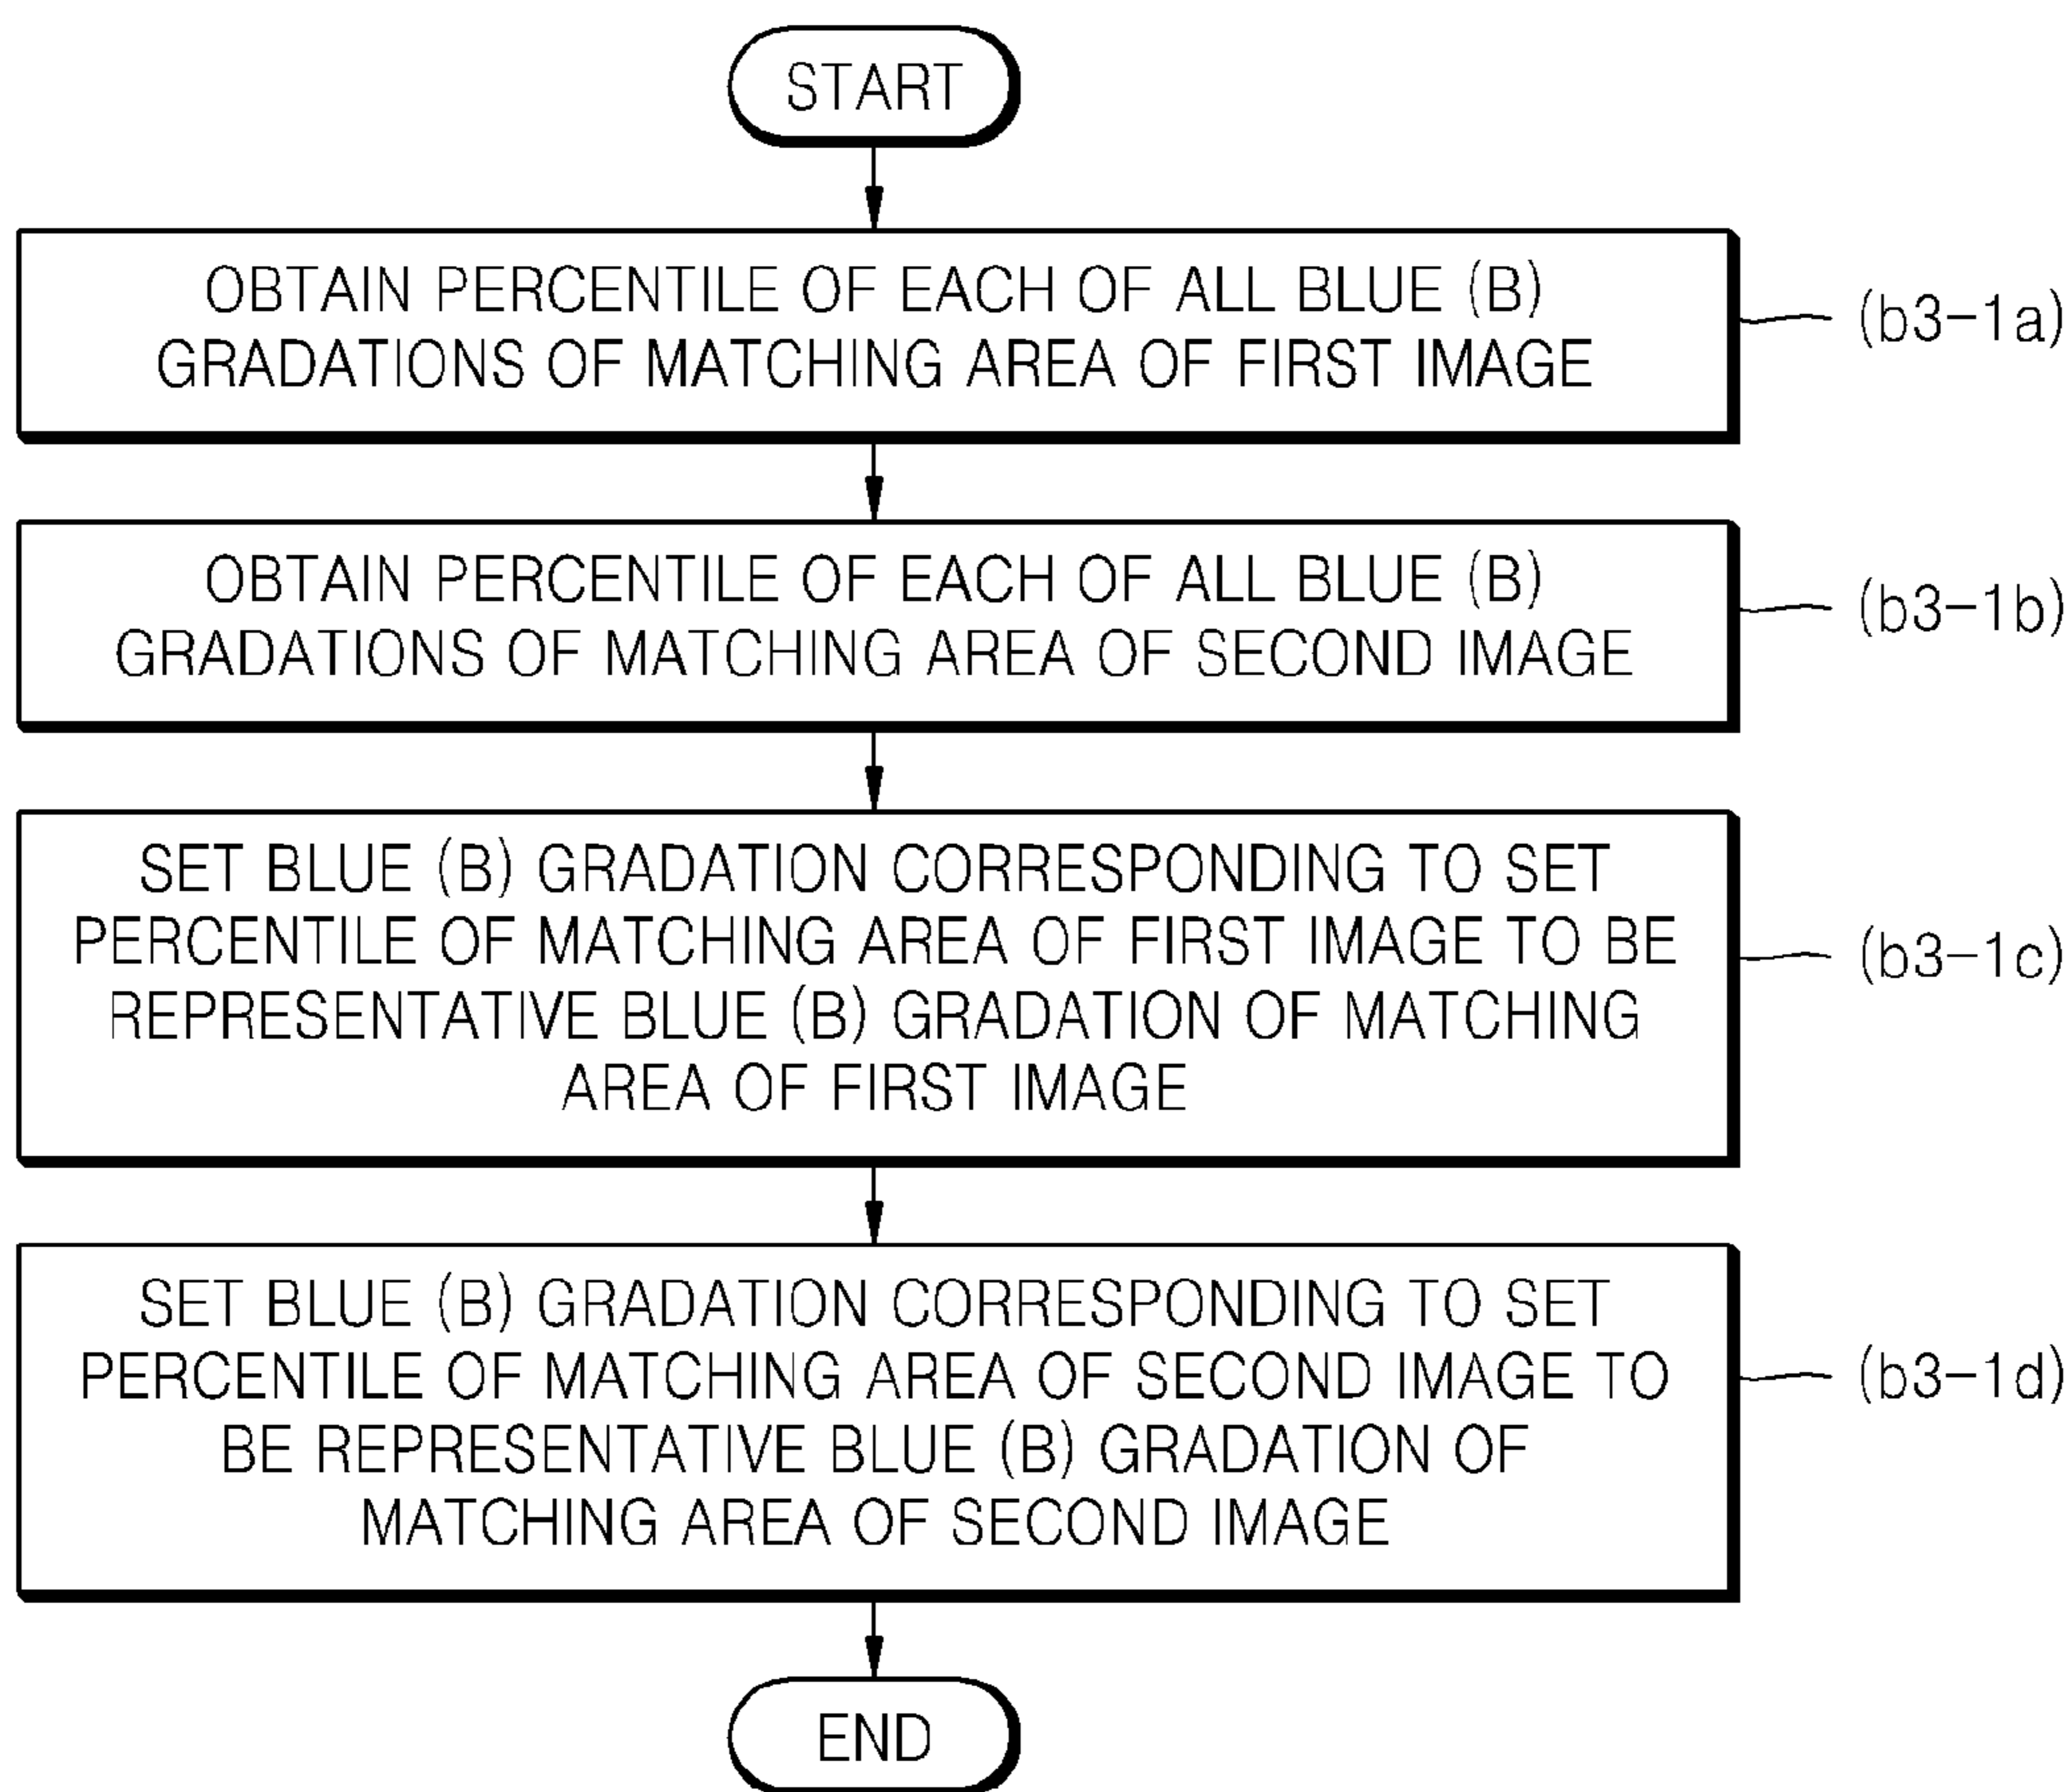 START
OBTAIN PERCENTILE OF EACH OF ALL BLUE (B)
GRADATIONS OF MATCHING AREA OF FIRST IMAGE
(b3-1a)
OBTAIN PERCENTILE OF EACH OF ALL BLUE (B)
GRADATIONS OF MATCHING AREA OF SECOND IMAGE
(b3-1b)
SET BLUE (B) GRADATION CORRESPONDING TO SET
PERCENTILE OF MATCHING AREA OF FIRST IMAGE TO BE
REPRESENTATIVE BLUE (B) GRADATION OF MATCHING
AREA OF FIRST IMAGE
(b3-1c)
SET BLUE (B) GRADATION CORRESPONDING TO SET
PERCENTILE OF MATCHING AREA OF SECOND IMAGE TO
BE REPRESENTATIVE BLUE (B) GRADATION OF
MATCHING AREA OF SECOND IMAGE
(b3-1d)
END